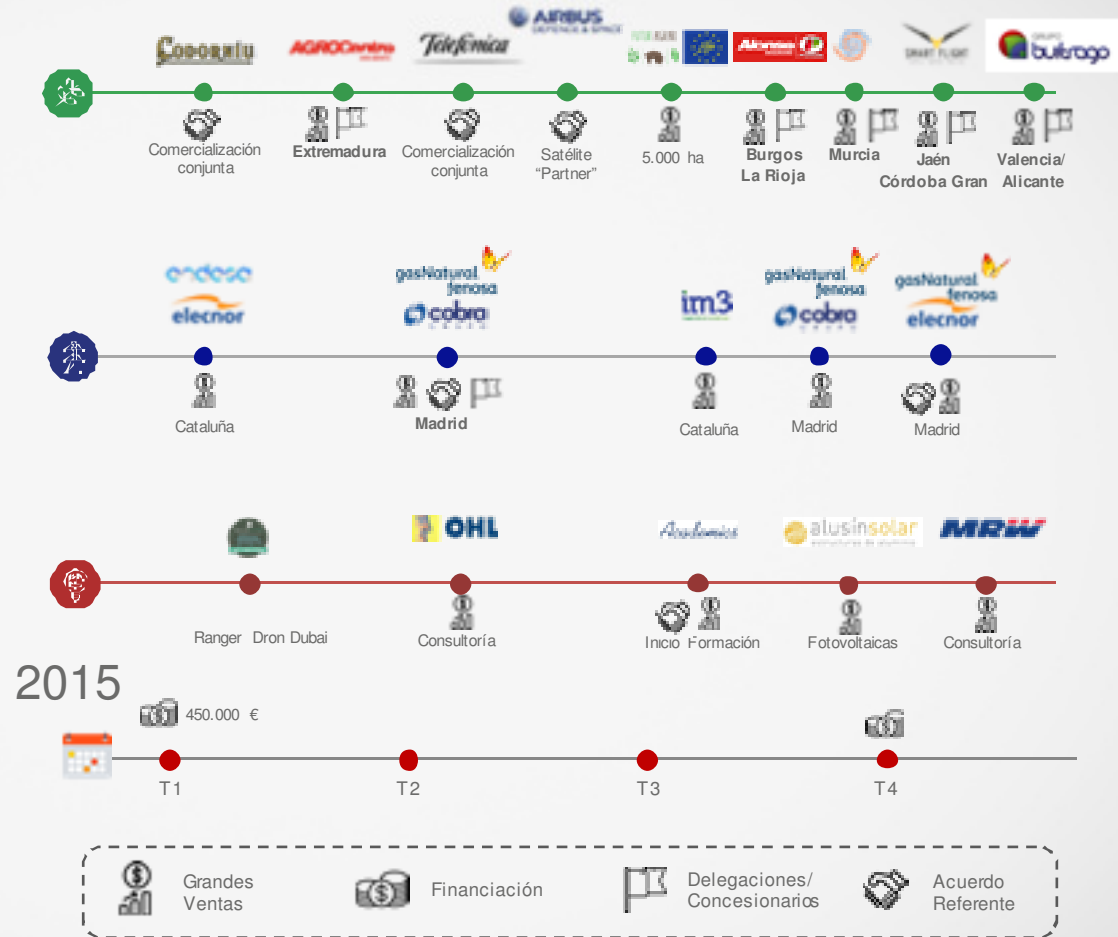 CODORNIU
AGROCentro
Telefónica
AIRBUS
DEFENCE & SPACE
Alonso
SMART FLIGHT
GRUPO
buitrago
Comercialización
conjunta
Extremadura
Comercialización
conjunta
Satélite
“Partner”
5.000 ha
Burgos
La Rioja
Murcia
Jaén
Córdoba Gran
Valencia/
Alicante
endesa
elecnor
gasNatural
fenosa
cobra
im3
gasNatural
fenosa
cobra
gasNatural
fenosa
elecnor
Cataluña
Madrid
Cataluña
Madrid
Madrid
OHL
Academics
alusinsolar
MRW
Ranger Dron Dubai
Consultoría
Inicio Formación
Fotovoltaicas
Consultoría
2015
450.000 €
T1
T2
T3
T4
Grandes
Ventas
Financiación
Delegaciones/
Concesionarios
Acuerdo
Referente